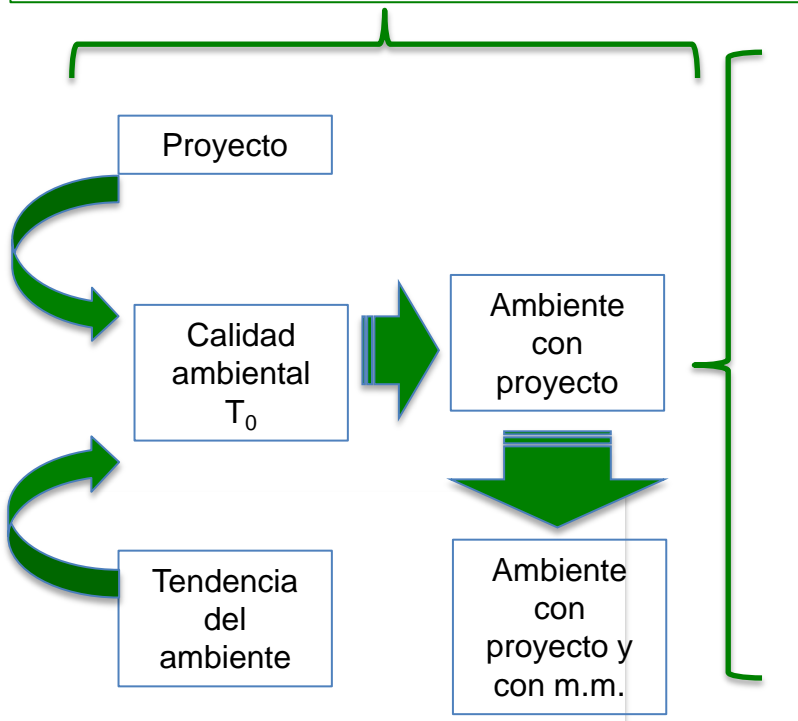 Proyecto
Calidad
ambiental
T₀
Ambiente
con
proyecto
Tendencia
del
ambiente
Ambiente
con
proyecto y
con m.m.